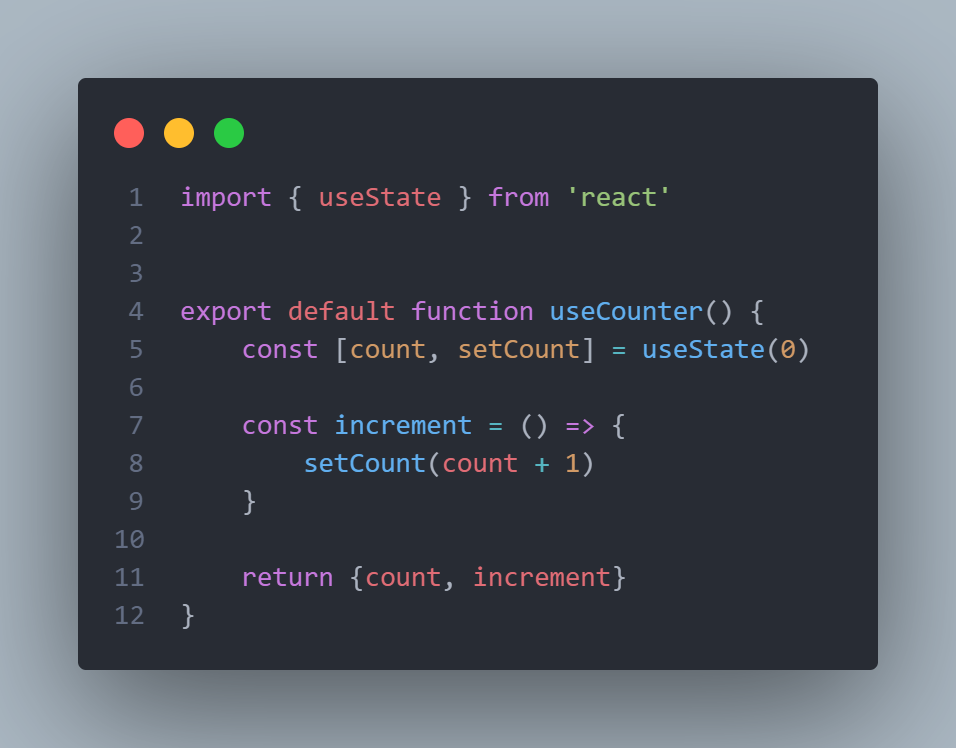 1 import { useState } from 'react'
2
3
4 export default function useCounter() {
5     const [count, setCount] = useState(0)
6
7     const increment = () => {
8         setCount(count + 1)
9     }
10
11     return {count, increment}
12 }